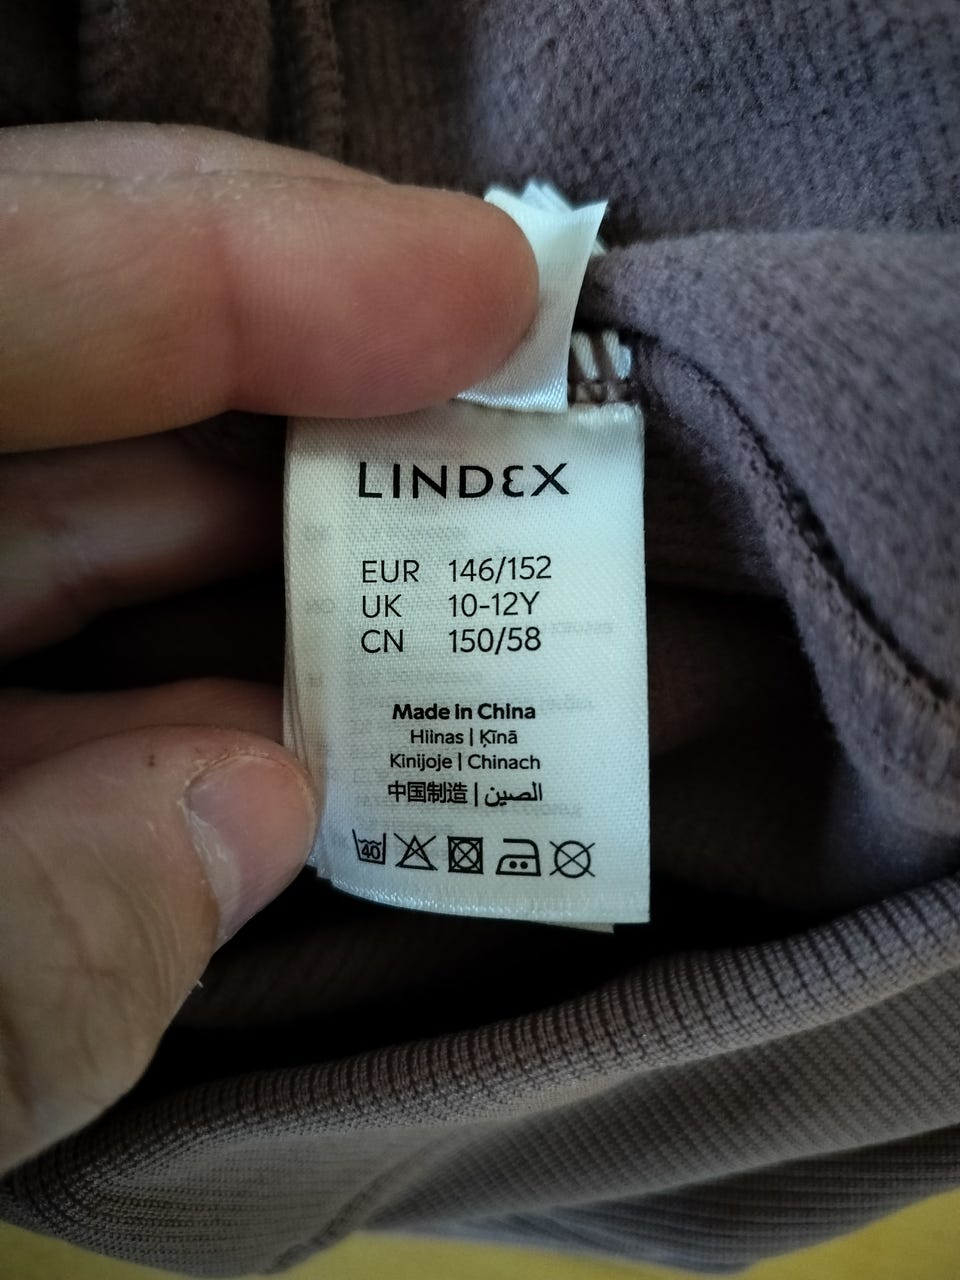 LINDEX
EUR 146/152
UK 10-12Y
CN 150/58
Made in China
Hiinas | Ķīnā
Kinijoje | Chinach
中国制造 | الصين
40